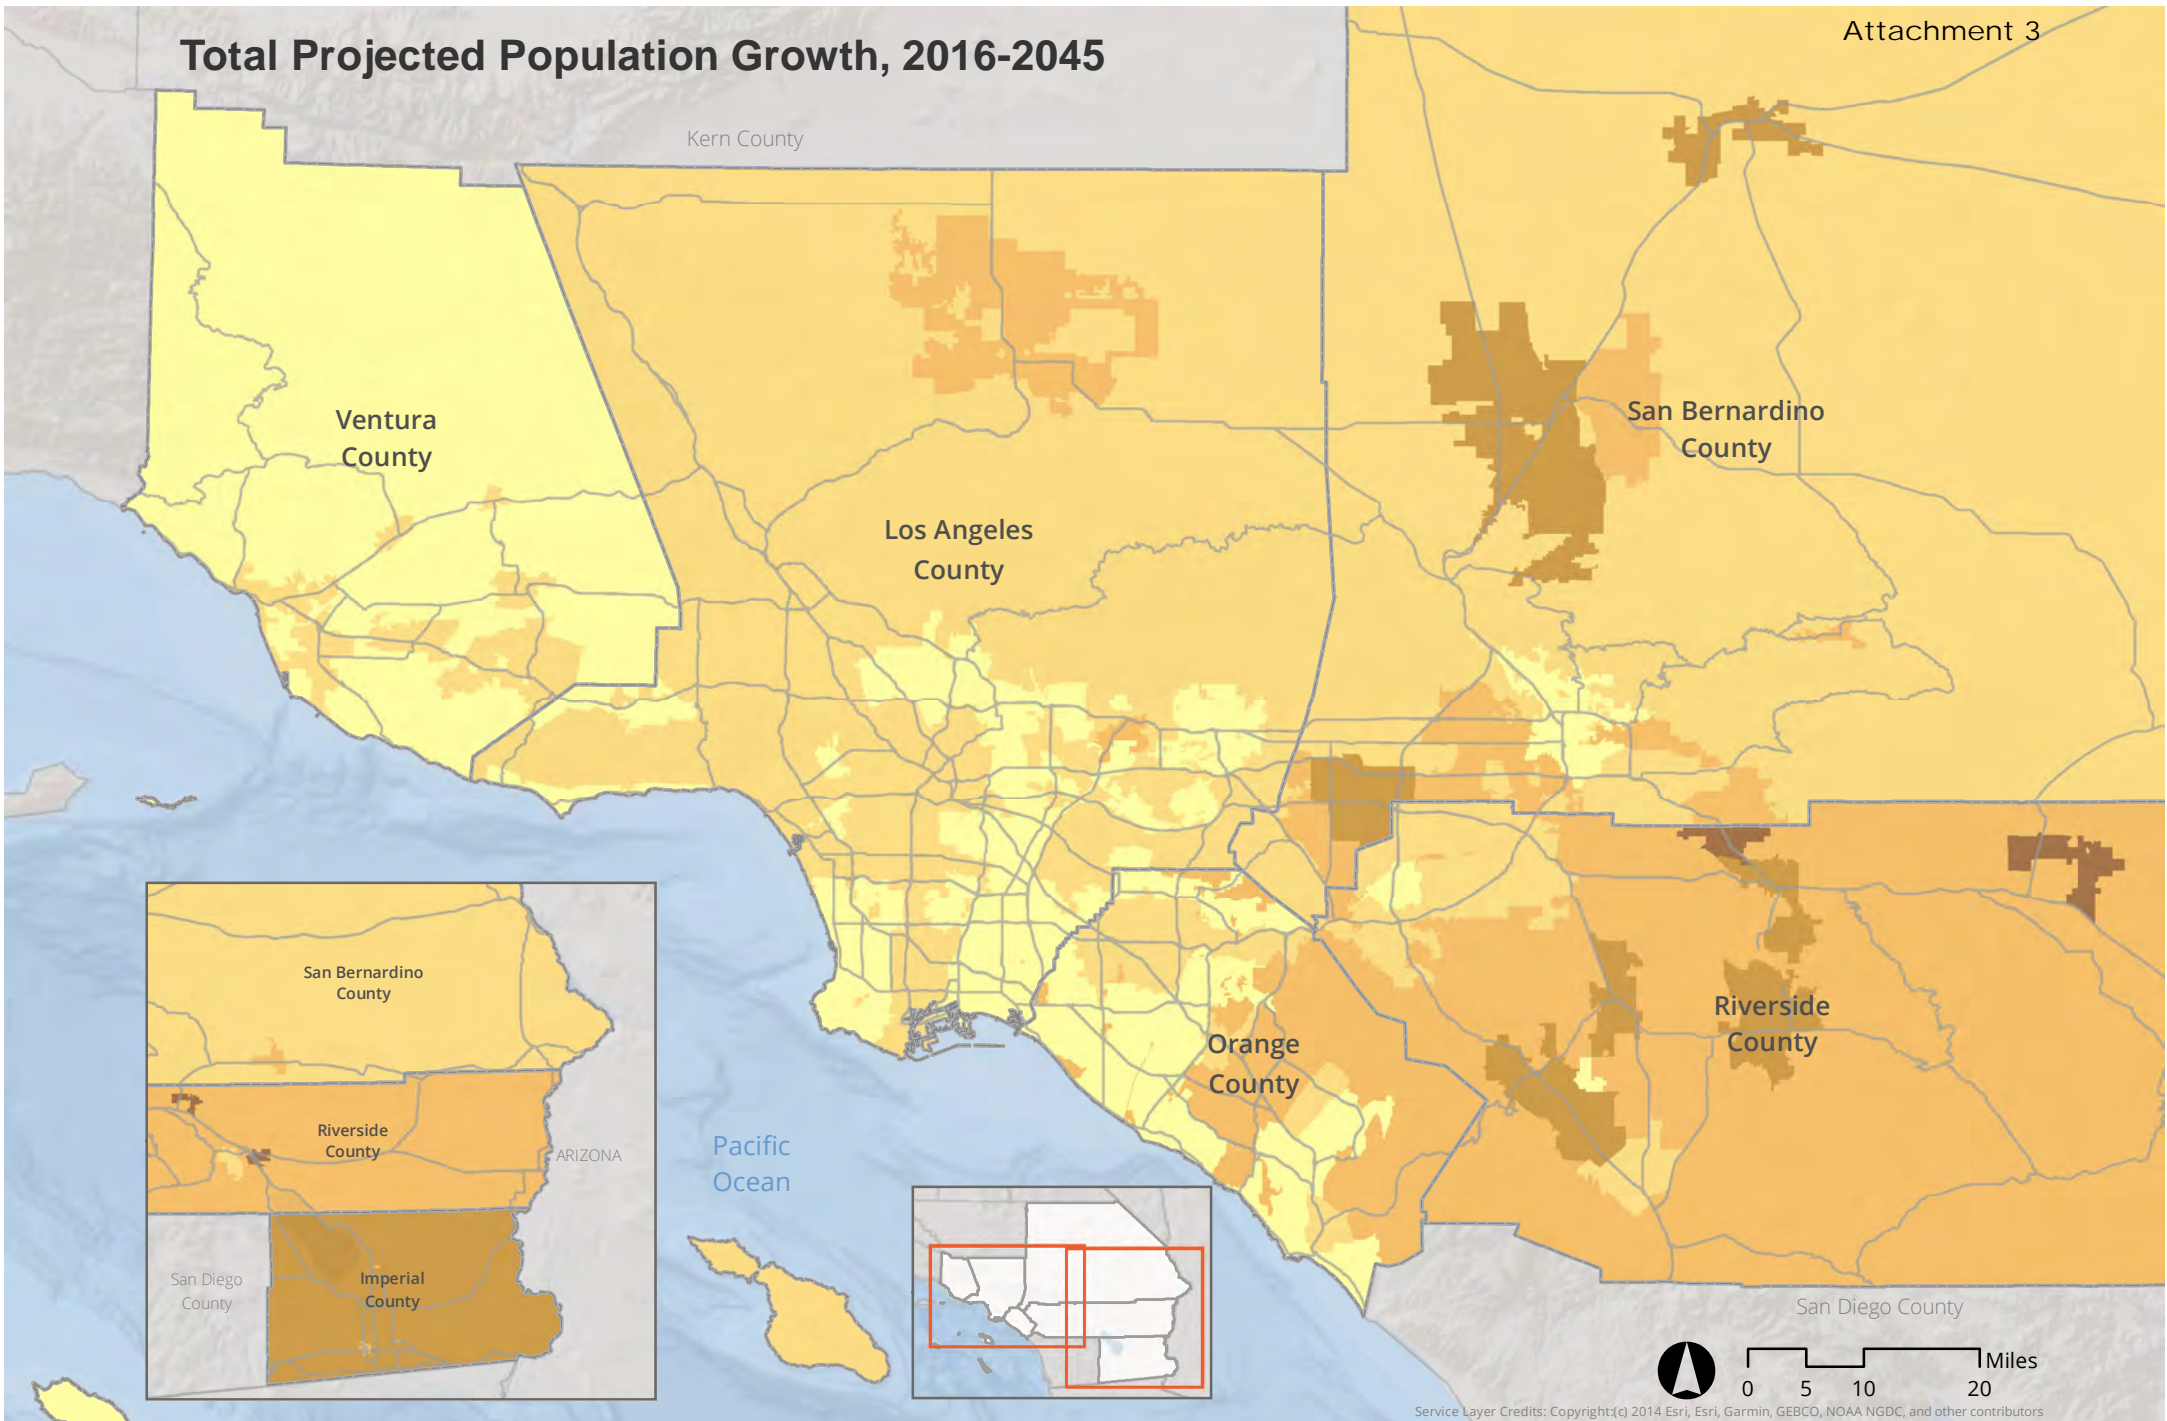 Attachment 3
Total Projected Population Growth, 2016-2045
Kern County
Ventura
County
San Bernardino
County
Los Angeles
County
San Bernardino
County
Riverside
County
Riverside
County
Orange
County
ARIZONA
Pacific
Ocean
San Diego
County
Imperial
County
San Diego County
Miles
0 5 10 20
Service Layer Credits: Copyright:(c) 2014 Esri, Esri, Garmin, GEBCO, NOAA NGDC, and other contributors